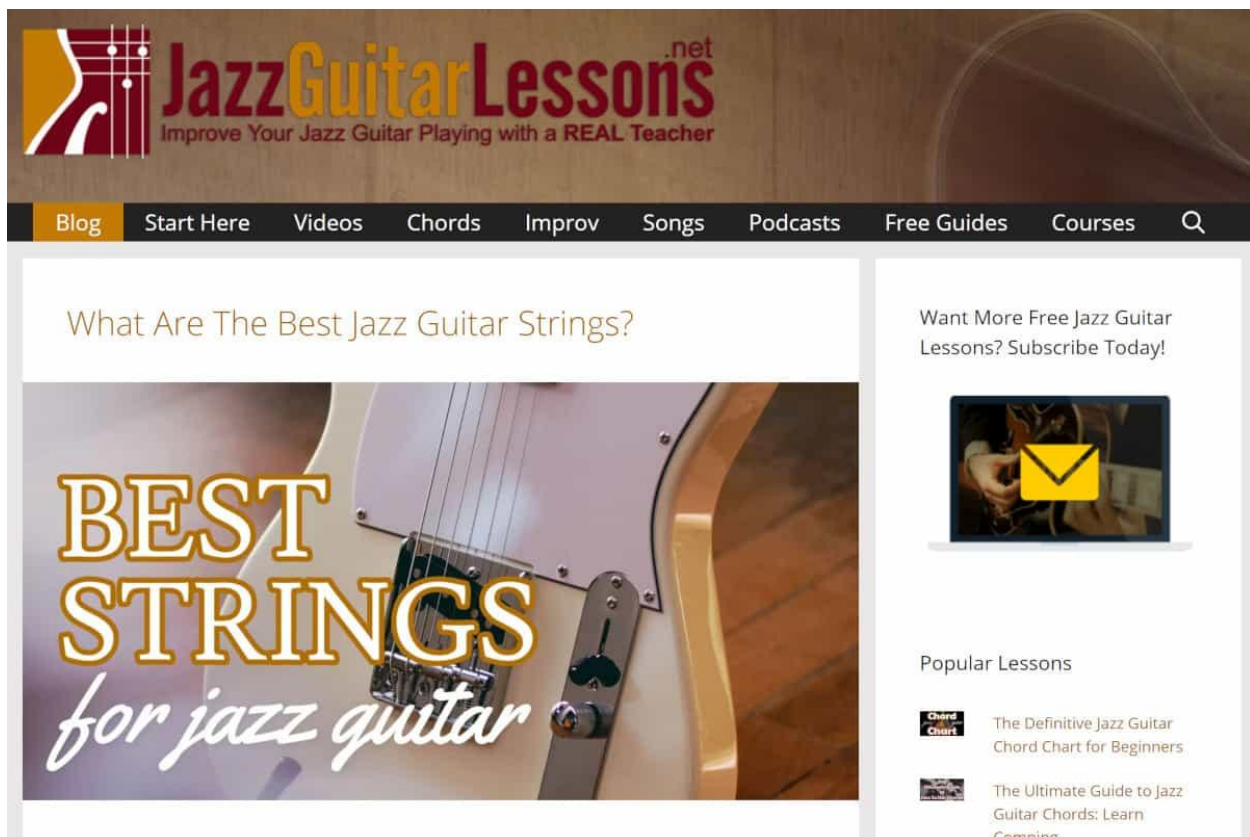 .net
JazzGuitarLessons
Improve Your Jazz Guitar Playing with a REAL Teacher
Blog Start Here Videos Chords Improv Songs Podcasts Free Guides Courses
What Are The Best Jazz Guitar Strings?
BEST
STRINGS
for jazz guitar
Want More Free Jazz Guitar
Lessons? Subscribe Today!
Popular Lessons
Chord
Chart
The Definitive Jazz Guitar
Chord Chart for Beginners
The Ultimate Guide to Jazz
Guitar Chords: Learn
Comping